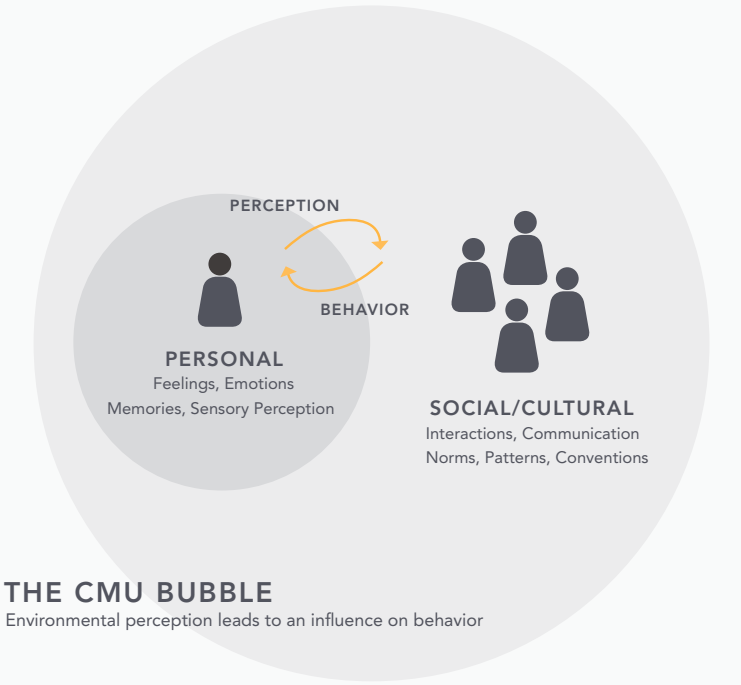 PERCEPTION
BEHAVIOR
PERSONAL
Feelings, Emotions
Memories, Sensory Perception
SOCIAL/CULTURAL
Interactions, Communication
Norms, Patterns, Conventions
THE CMU BUBBLE
Environmental perception leads to an influence on behavior